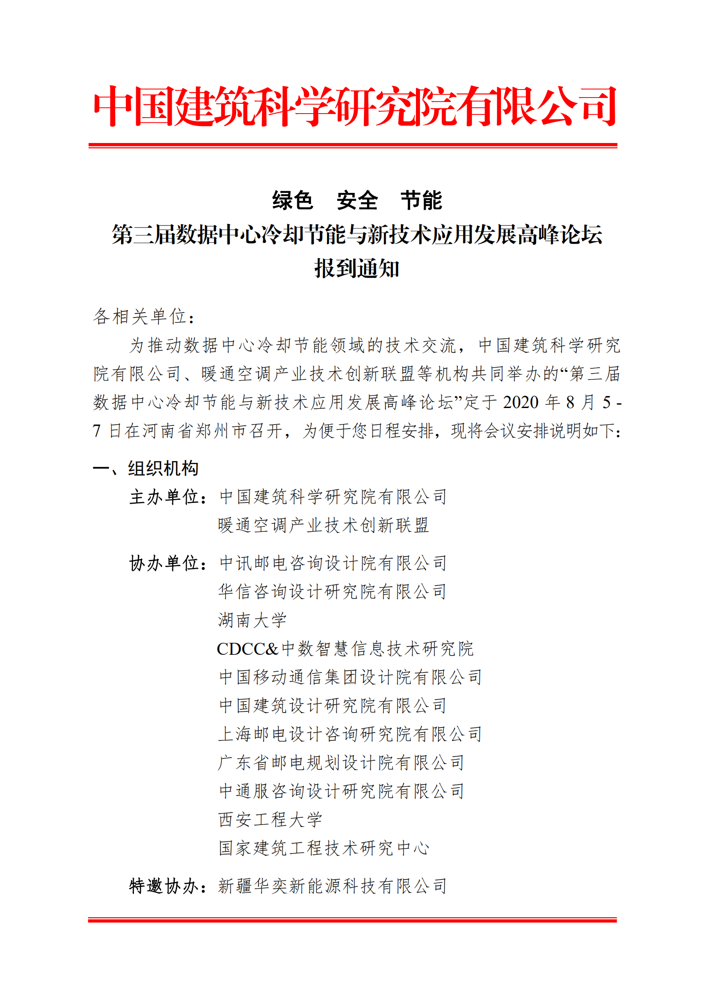 中国建筑科学研究院有限公司
绿色 安全 节能
第三届数据中心冷却节能与新技术应用发展高峰论坛
报到通知
各相关单位：
为推动数据中心冷却节能领域的技术交流，中国建筑科学研究
院有限公司、暖通空调产业技术创新联盟等机构共同举办的“第三届
数据中心冷却节能与新技术应用发展高峰论坛”定于 2020 年 8 月 5 -
7 日在河南省郑州市召开，为便于您日程安排，现将会议安排说明如下：
一、组织机构
主办单位：中国建筑科学研究院有限公司
暖通空调产业技术创新联盟
协办单位：中讯邮电咨询设计院有限公司
华信咨询设计研究院有限公司
湖南大学
CDCC&中数智慧信息技术研究院
中国移动通信集团设计院有限公司
中国建筑设计研究院有限公司
上海邮电设计咨询研究院有限公司
广东省邮电规划设计院有限公司
中通服咨询设计研究院有限公司
西安工程大学
国家建筑工程技术研究中心
特邀协办：新疆华奕新能源科技有限公司